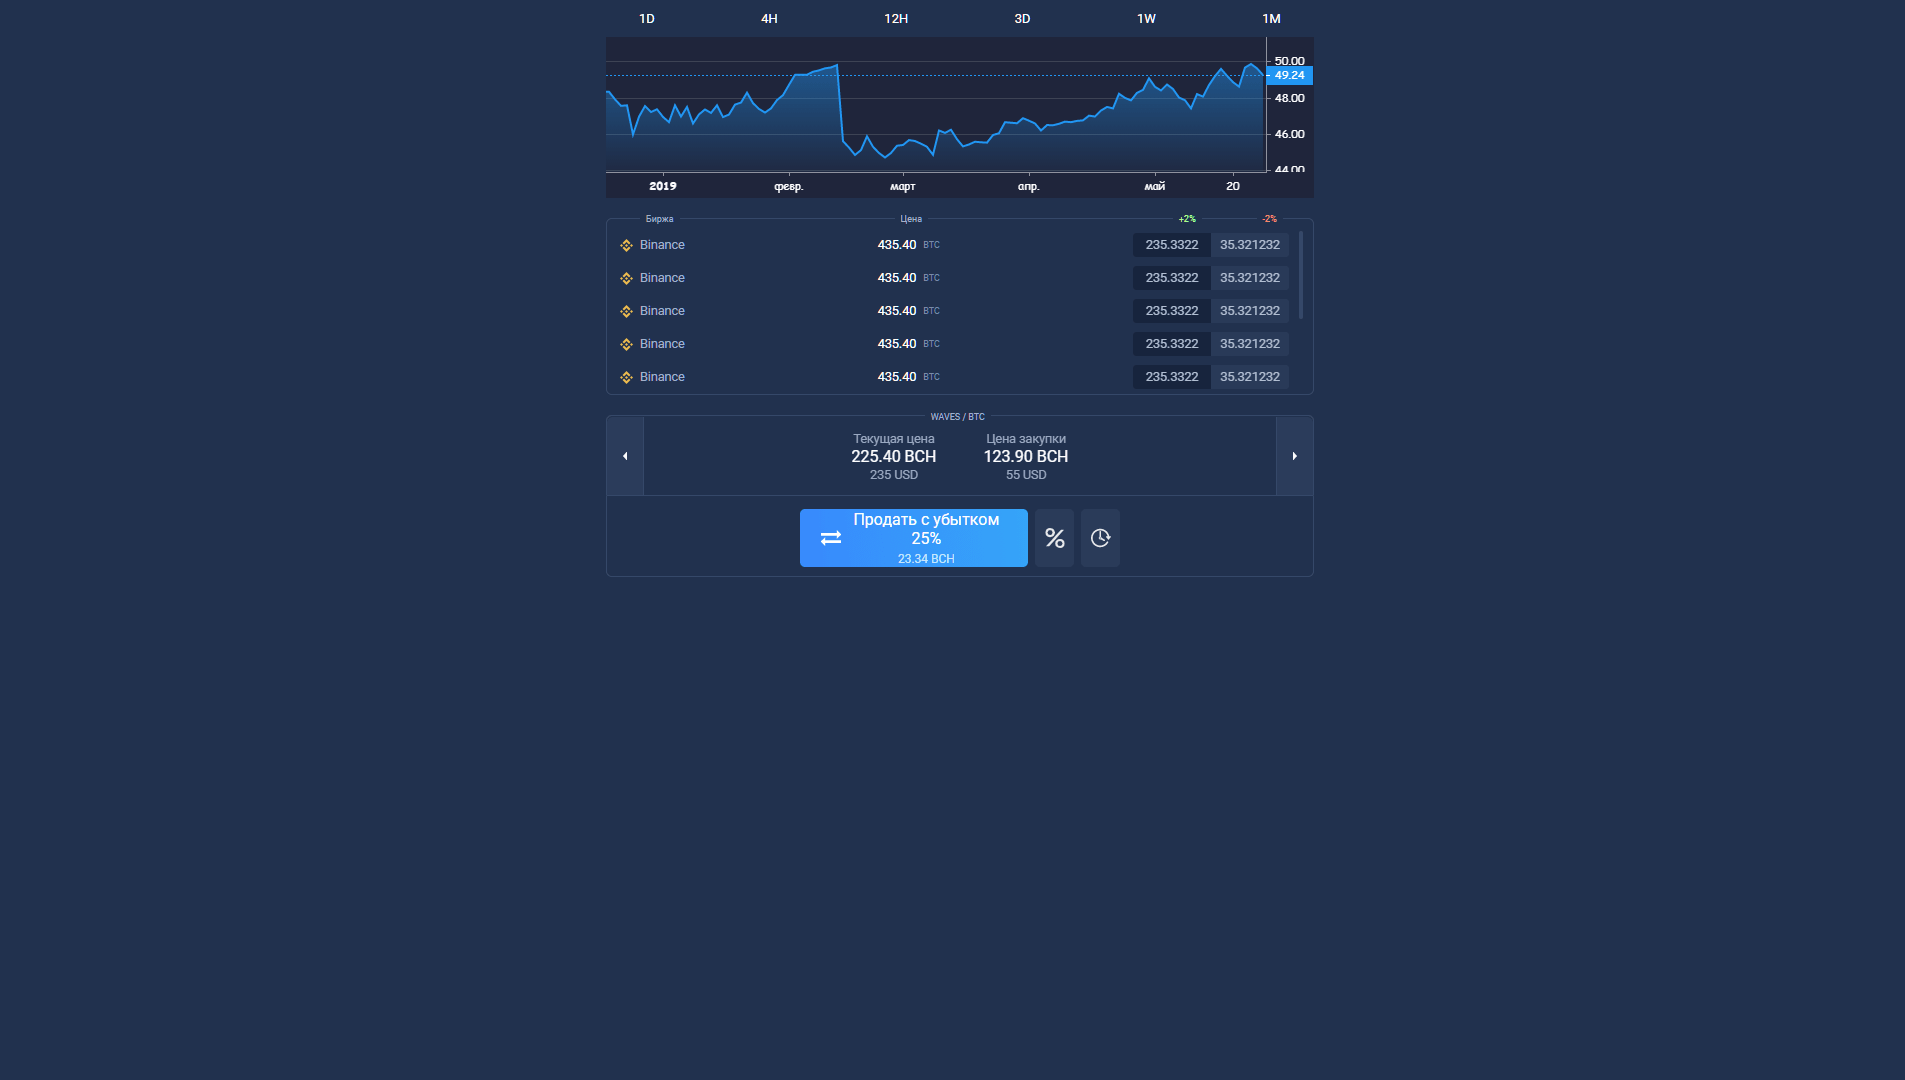 1D 4H 12H 3D 1W 1M
50.00
49.24
48.00
46.00
44.00
2019 февр. март апр. май 20
Биржа Цена +2% -2%
Binance 435.40 BTC 235.3322 35.321232
Binance 435.40 BTC 235.3322 35.321232
Binance 435.40 BTC 235.3322 35.321232
Binance 435.40 BTC 235.3322 35.321232
Binance 435.40 BTC 235.3322 35.321232
WAVES / BTC
Текущая цена Цена закупки
225.40 BCH 123.90 BCH
235 USD 55 USD
Продать с убытком
25%
23.34 BCH
%